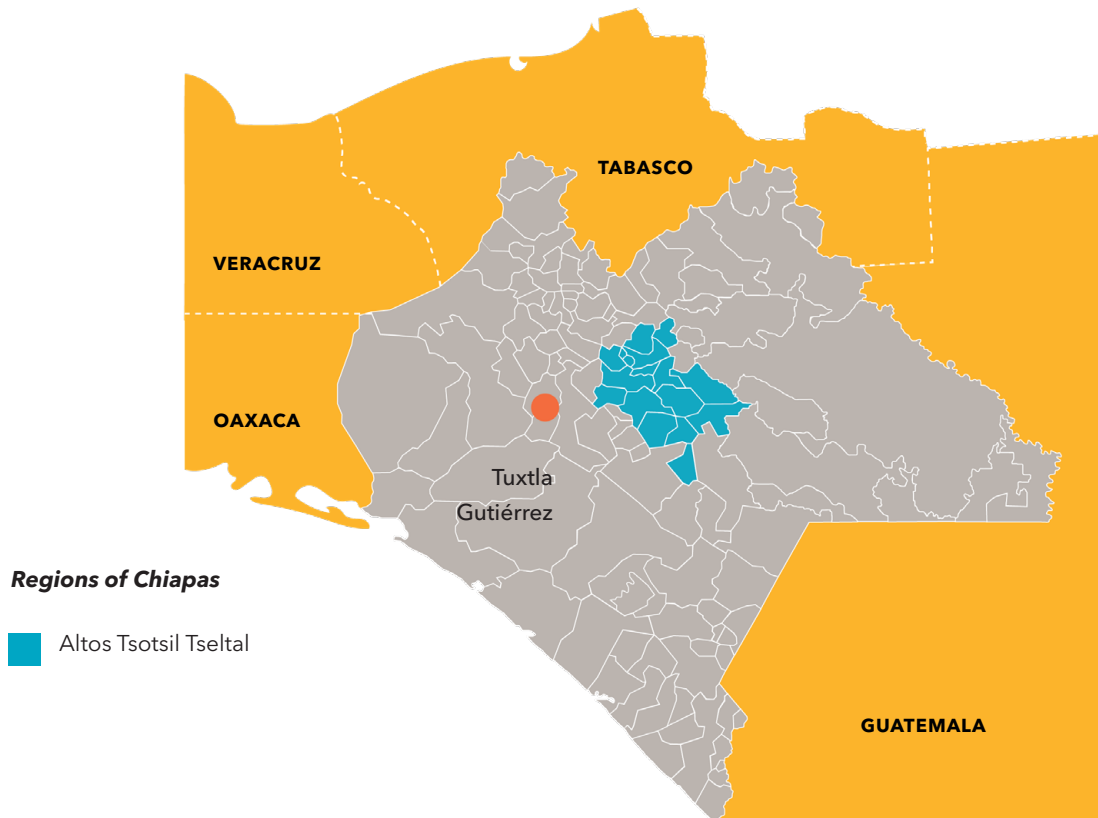 TABASCO
VERACRUZ
OAXACA
Tuxtla
Gutiérrez
Regions of Chiapas
Altos Tsotsil Tseltal
GUATEMALA